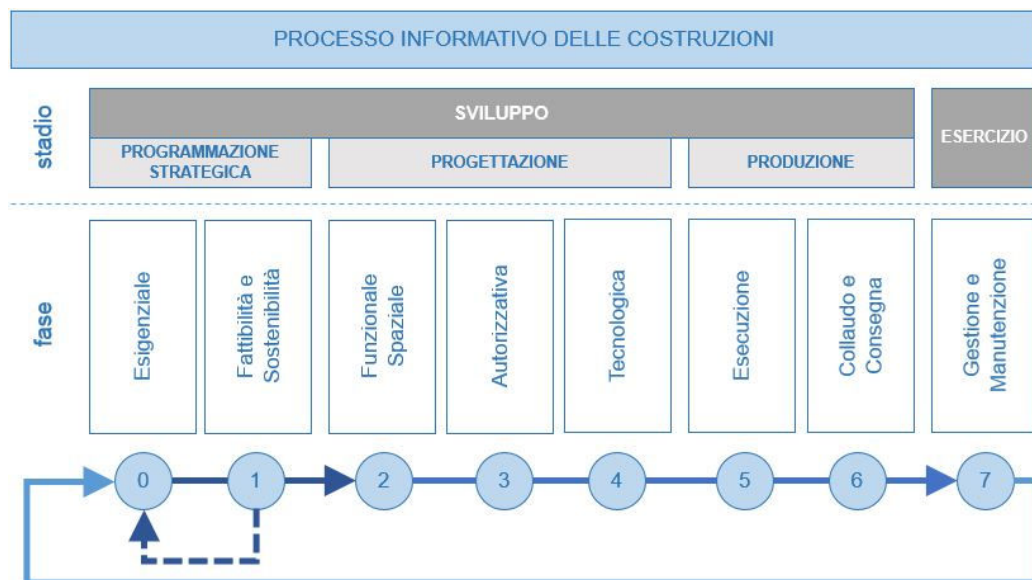 PROCESSO INFORMATIVO DELLE COSTRUZIONI
stadio
SVILUPPO
ESERCIZIO
PROGRAMMAZIONE
STRATEGICA
PROGETTAZIONE
PRODUZIONE
fase
Esigenziale
Fattibilità e
Sostenibilità
Funzionale
Spaziale
Autorizzativa
Tecnologica
Esecuzione
Collaudo e
Consegna
Gestione e
Manutenzione
0 1 2 3 4 5 6 7